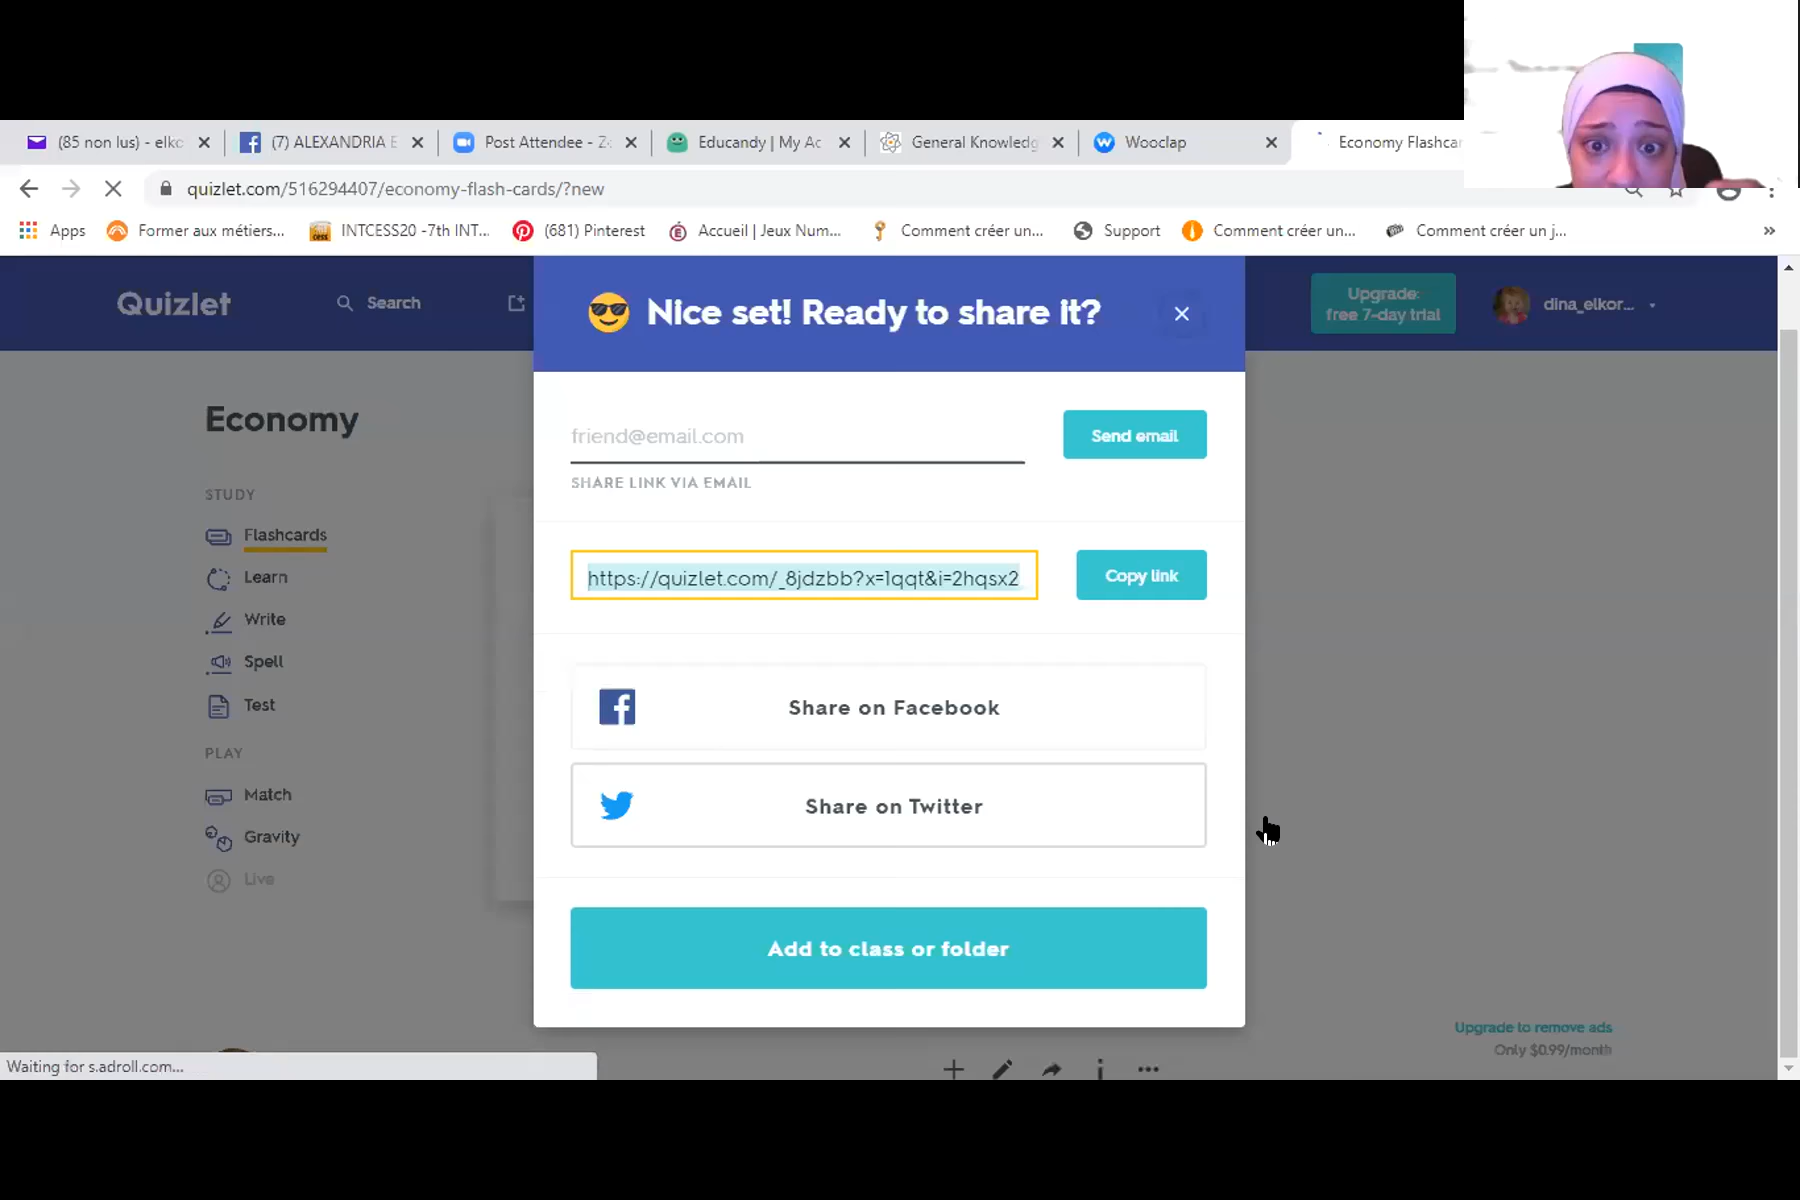 (85 non lus) - elko
(7) ALEXANDRIA E
Post Attendee - Z
Educandy | My Ac
General Knowledg
Wooclap
Economy Flashcar
quizlet.com/516294407/economy-flash-cards/?new
Apps
Former aux métiers...
INTCESS20 -7th INT...
(681) Pinterest
Accueil | Jeux Num...
Comment créer un...
Support
Comment créer un...
Comment créer un j...
»
Quizlet
Search
Nice set! Ready to share it?
Upgrade:
free 7-day trial
dina_elkor...
Economy
friend@email.com
Send email
SHARE LINK VIA EMAIL
STUDY
Flashcards
Learn
Write
Spell
Test
PLAY
Match
Gravity
Live
https://quizlet.com/_8jdzbb?x=1qqt&i=2hqsx2
Copy link
Share on Facebook
Share on Twitter
Add to class or folder
Upgrade to remove ads
Only $0.99/month
Waiting for s.adroll.com...